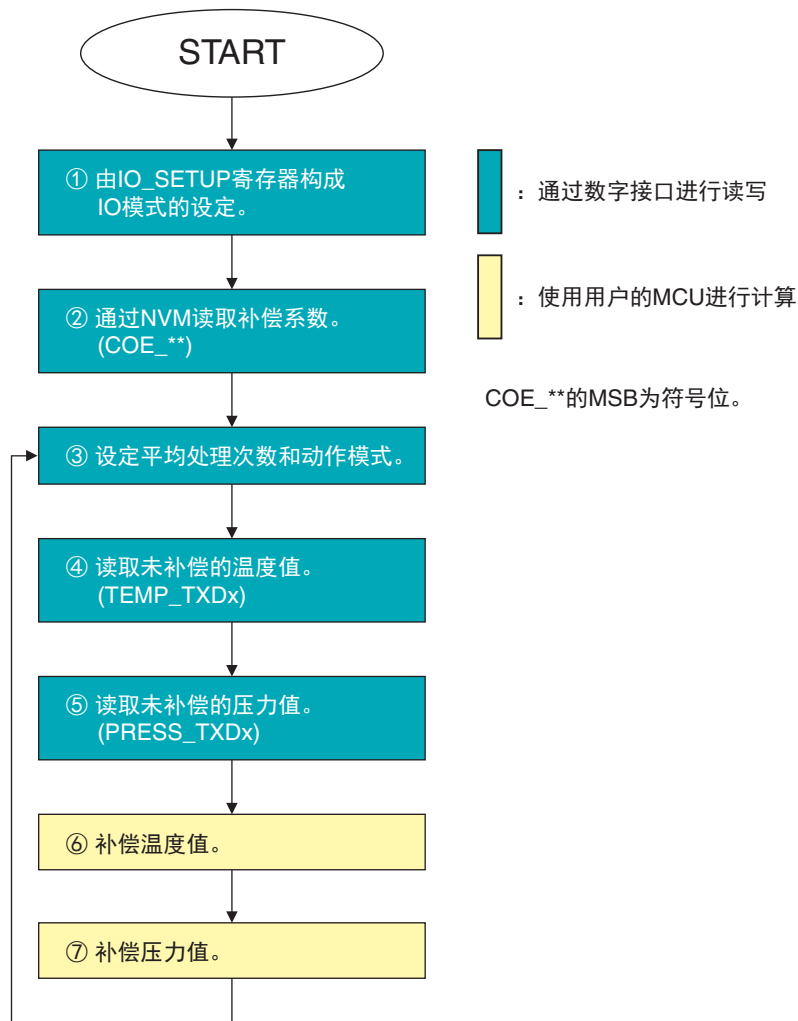 START
① 由IO_SETUP寄存器构成
IO模式的设定。
：通过数字接口进行读写
② 通过NVM读取补偿系数。
(COE_**)
：使用用户的MCU进行计算
COE_**的MSB为符号位。
③ 设定平均处理次数和动作模式。
④ 读取未补偿的温度值。
(TEMP_TXDx)
⑤ 读取未补偿的压力值。
(PRESS_TXDx)
⑥ 补偿温度值。
⑦ 补偿压力值。